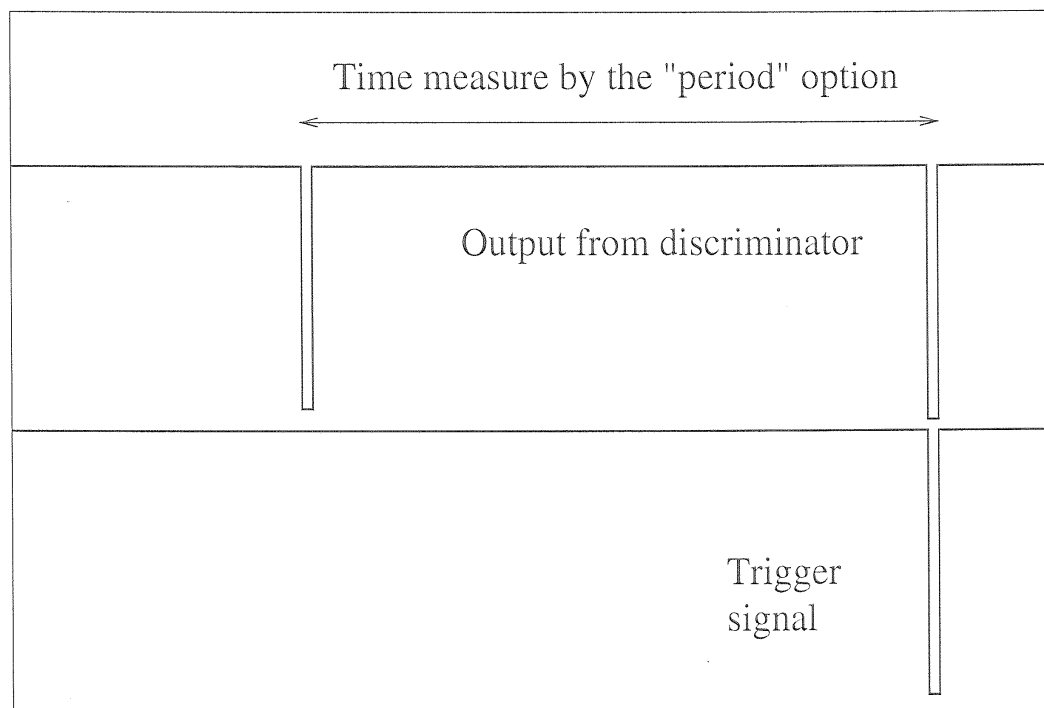 Time measure by the "period" option
Output from discriminator
Trigger
signal